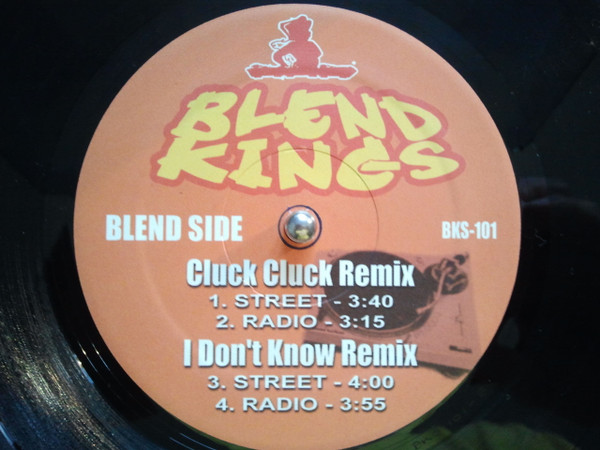 BLEND
KINGS
BLEND SIDE BKS-101
Cluck Cluck Remix
1. STREET - 3:40
2. RADIO - 3:15
I Don't Know Remix
3. STREET - 4:00
4. RADIO - 3:55